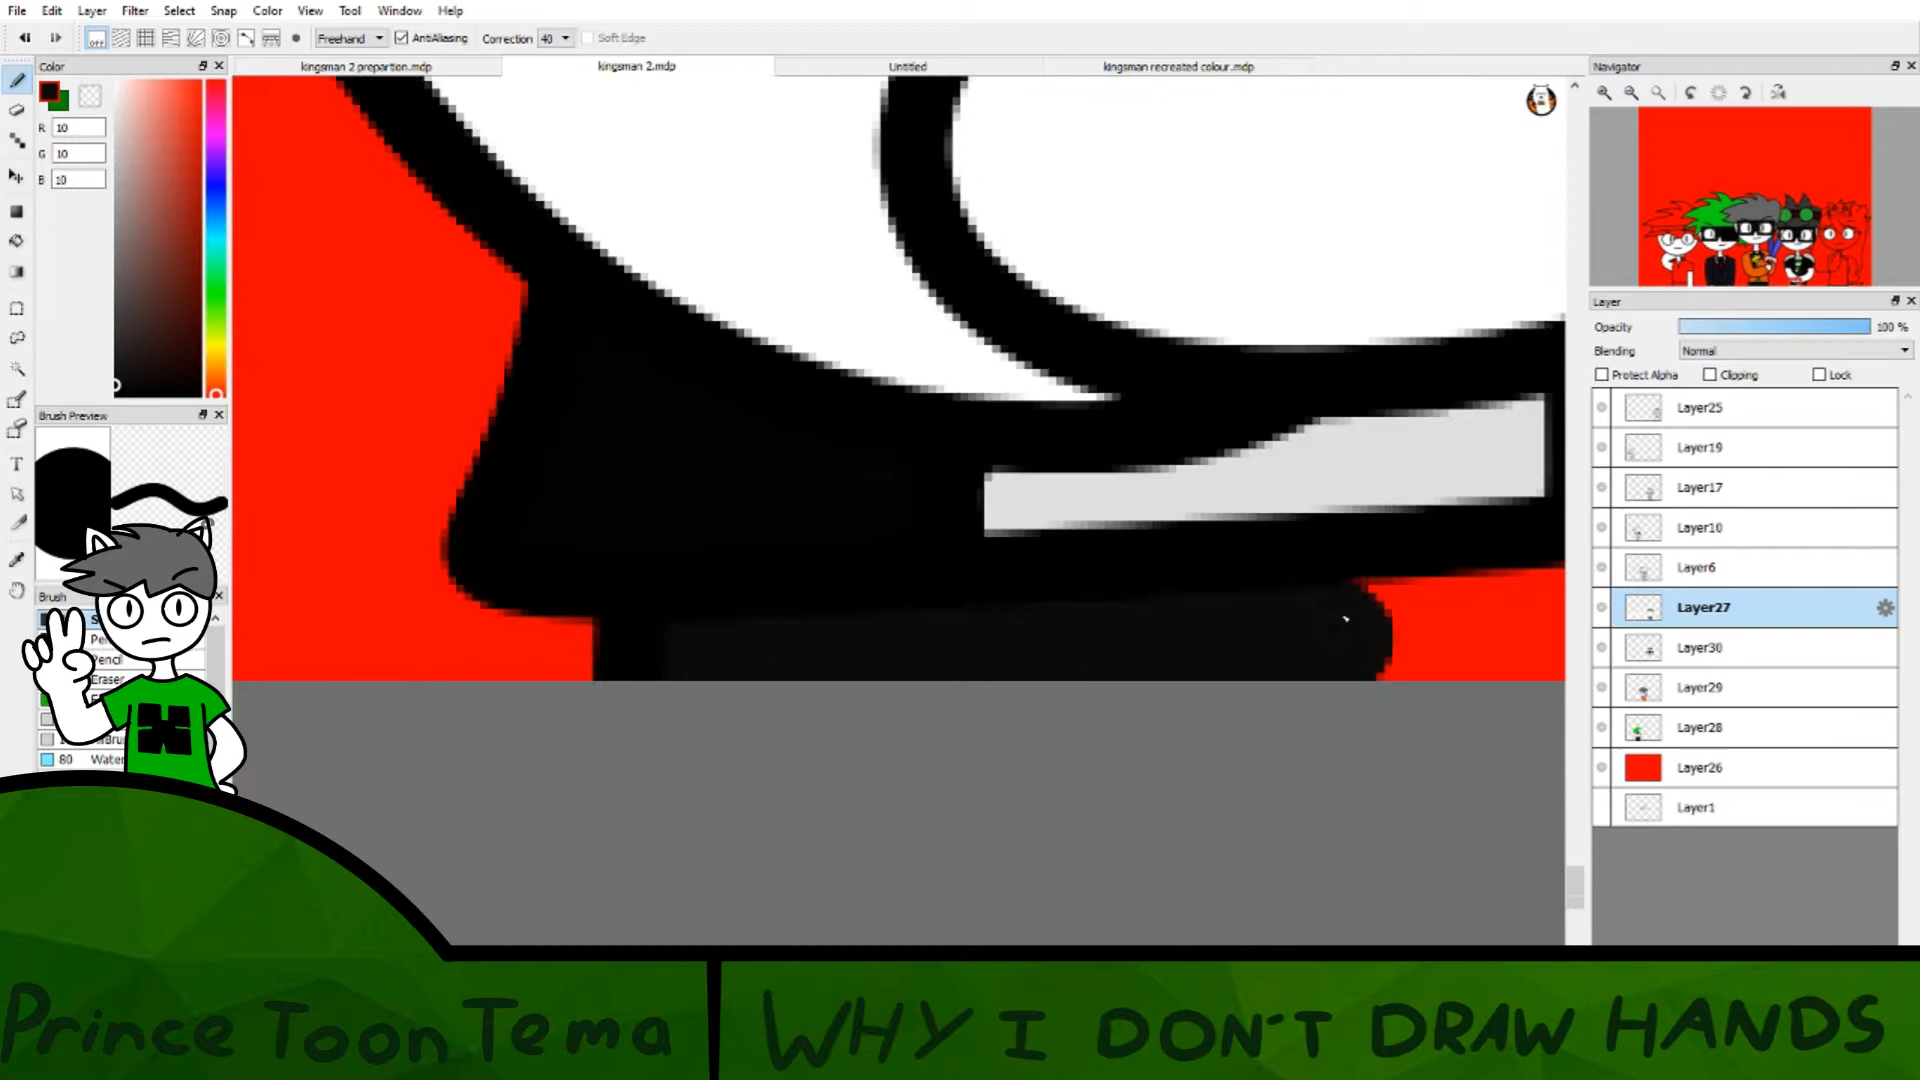 File Edit Layer Filter Select Snap Color View Tool Window Help
Freehand AntiAliasing Correction 40 Soft Edge
Color
kingsman 2 prepartion.mdp kingsman 2.mdp Untitled kingsman recreated colour.mdp
Navigator
R 10
G 10
B 10
Layer
Opacity 100 %
Blending Normal
Protect Alpha Clipping Lock
Layer25
Layer19
Layer17
Layer10
Layer6
Layer27
Layer30
Layer29
Layer28
Layer26
Layer1
Brush Preview
Brush
Pencil
Eraser
80 Water
Prince Toon Tema
WHY I DON'T DRAW HANDS